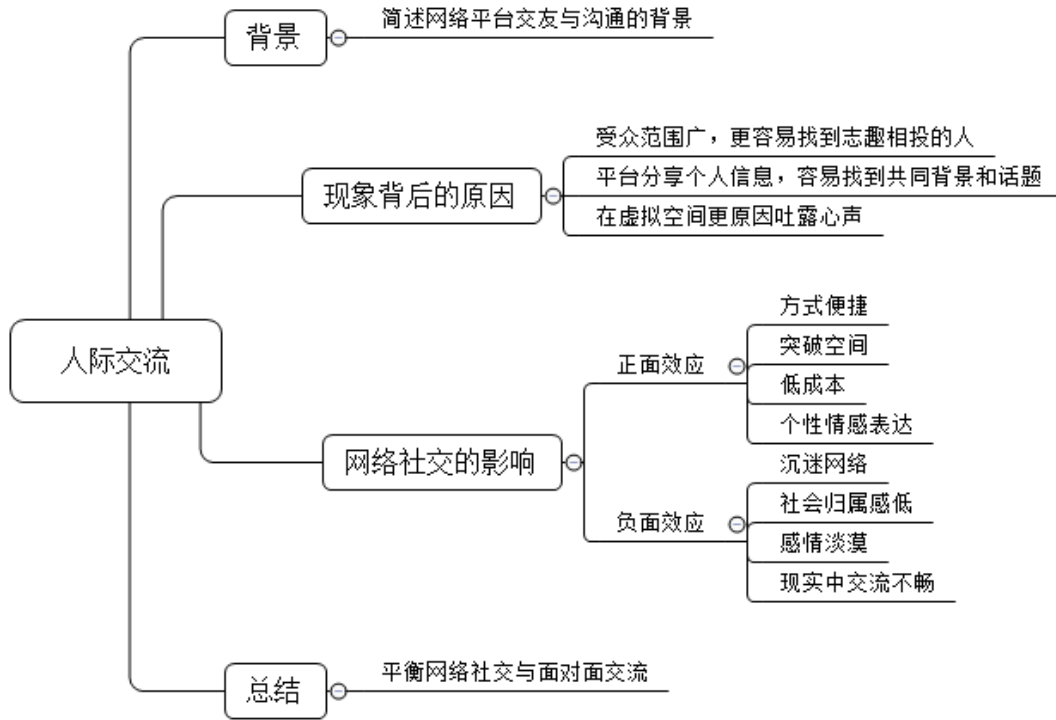 背景
简述网络平台交友与沟通的背景
现象背后的原因
受众范围广，更容易找到志趣相投的人
平台分享个人信息，容易找到共同背景和话题
在虚拟空间更原因吐露心声
人际交流
网络社交的影响
正面效应
方式便捷
突破空间
低成本
个性情感表达
负面效应
沉迷网络
社会归属感低
感情淡漠
现实中交流不畅
总结
平衡网络社交与面对面交流